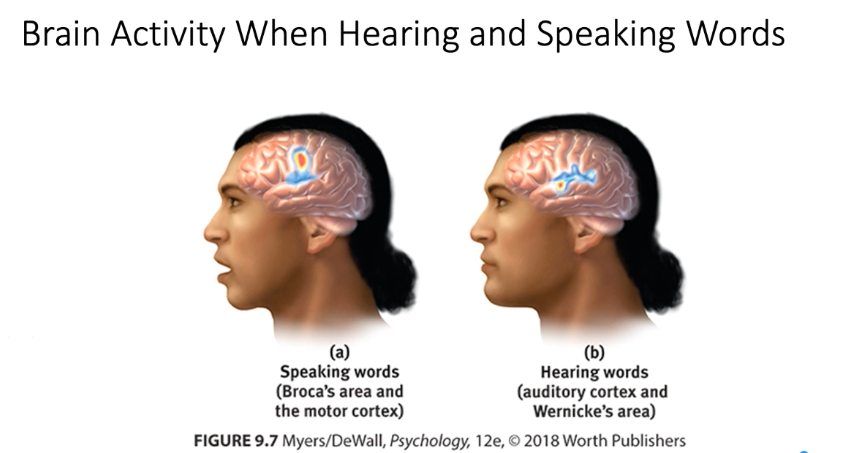 Brain Activity When Hearing and Speaking Words
(a)
Speaking words
(Broca's area and
the motor cortex)
(b)
Hearing words
(auditory cortex and
Wernicke's area)
FIGURE 9.7 Myers/DeWall, Psychology, 12e, © 2018 Worth Publishers